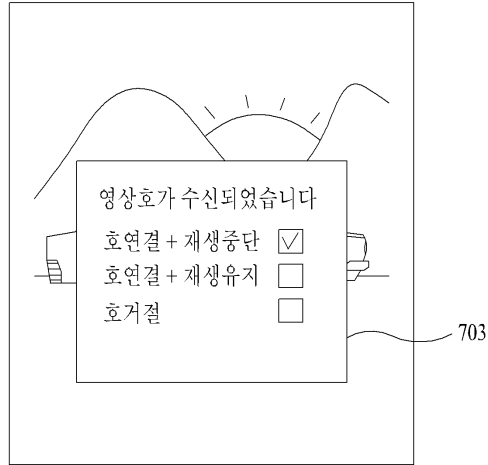 영상호가 수신되었습니다
호연결 + 재생중단
호연결 + 재생유지
호거절
703